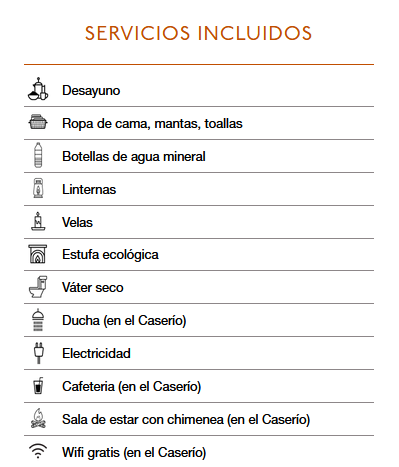 SERVICIOS INCLUIDOS
Desayuno
Ropa de cama, mantas, toallas
Botellas de agua mineral
Linternas
Velas
Estufa ecológica
Váter seco
Ducha (en el Caserío)
Electricidad
Cafeteria (en el Caserío)
Sala de estar con chimenea (en el Caserío)
Wifi gratis (en el Caserío)